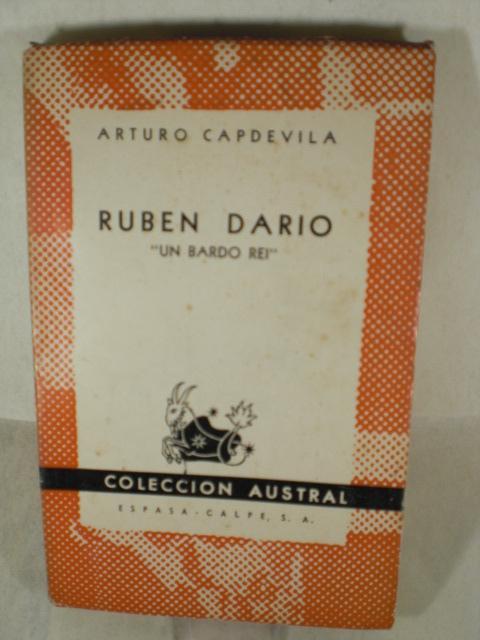 ARTURO CAPDEVILA
RUBEN DARIO
"UN BARDO REI"
COLECCION AUSTRAL
ESPASA-CALPE, S. A.